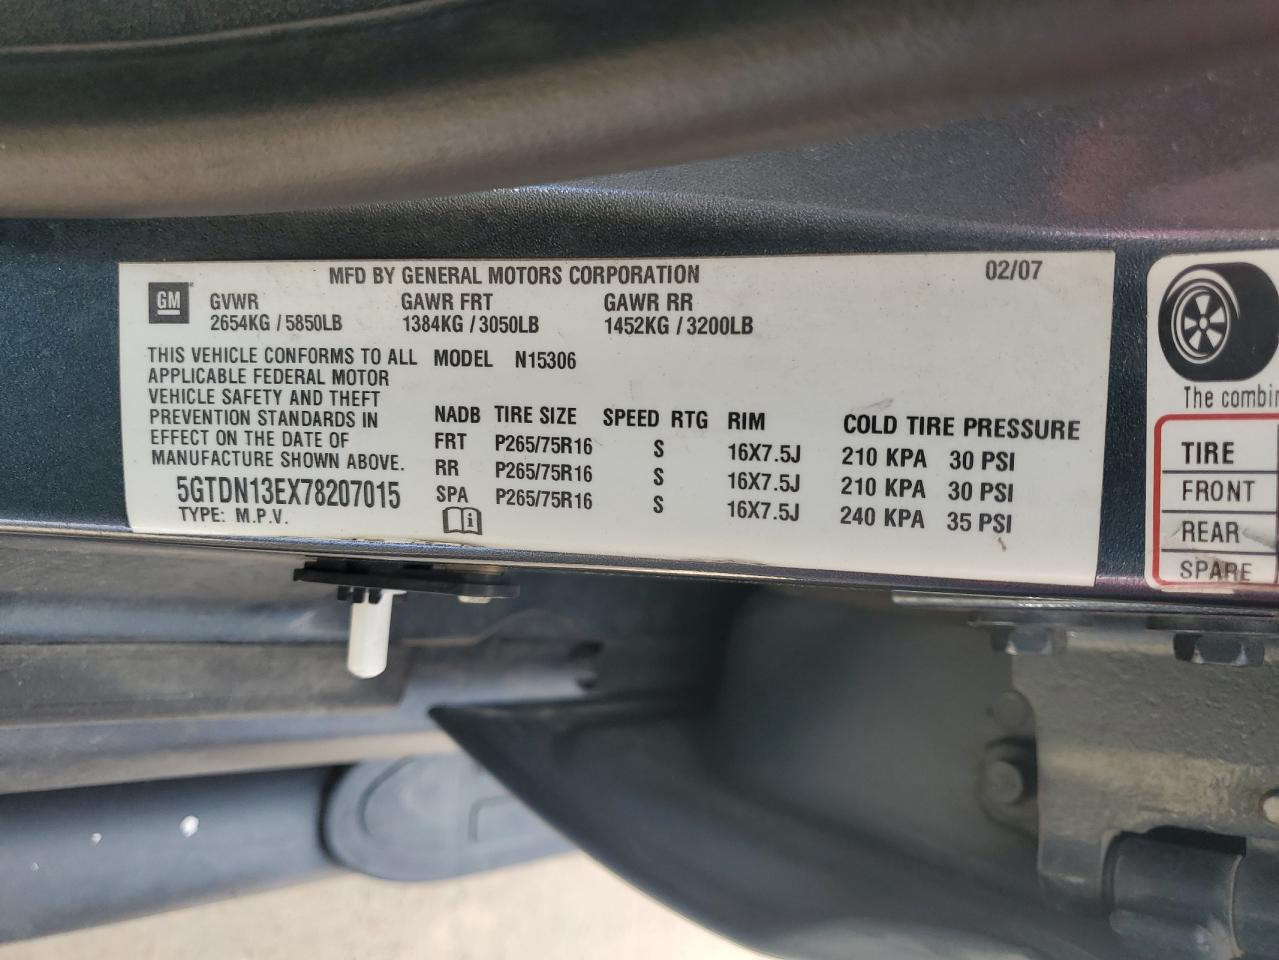 MFD BY GENERAL MOTORS CORPORATION 02/07
GM
GVWR GAWR FRT GAWR RR
2654KG / 5850LB 1384KG / 3050LB 1452KG / 3200LB
THIS VEHICLE CONFORMS TO ALL
APPLICABLE FEDERAL MOTOR
VEHICLE SAFETY AND THEFT
PREVENTION STANDARDS IN
EFFECT ON THE DATE OF
MANUFACTURE SHOWN ABOVE.
5GTDN13EX78207015
TYPE: M.P.V.
MODEL N15306
NADB TIRE SIZE SPEED RTG RIM COLD TIRE PRESSURE
FRT P265/75R16 S 16X7.5J 210 KPA 30 PSI
RR P265/75R16 S 16X7.5J 210 KPA 30 PSI
SPA P265/75R16 S 16X7.5J 240 KPA 35 PSI
The combin
TIRE
FRONT
REAR
SPARE